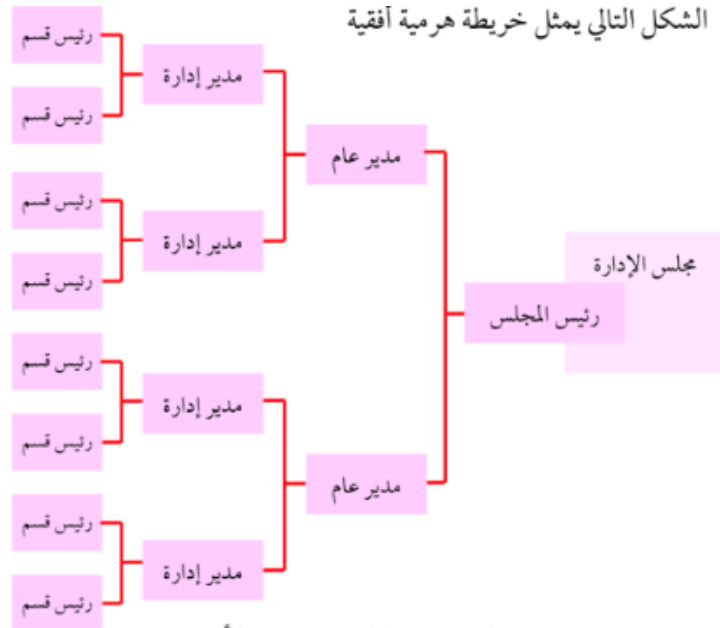 الشكل التالي يمثل خريطة هرمية أفقية
مجلس الإدارة
رئيس المجلس
مدير عام
مدير عام
مدير إدارة
مدير إدارة
مدير إدارة
مدير إدارة
رئيس قسم
رئيس قسم
رئيس قسم
رئيس قسم
رئيس قسم
رئيس قسم
رئيس قسم
رئيس قسم